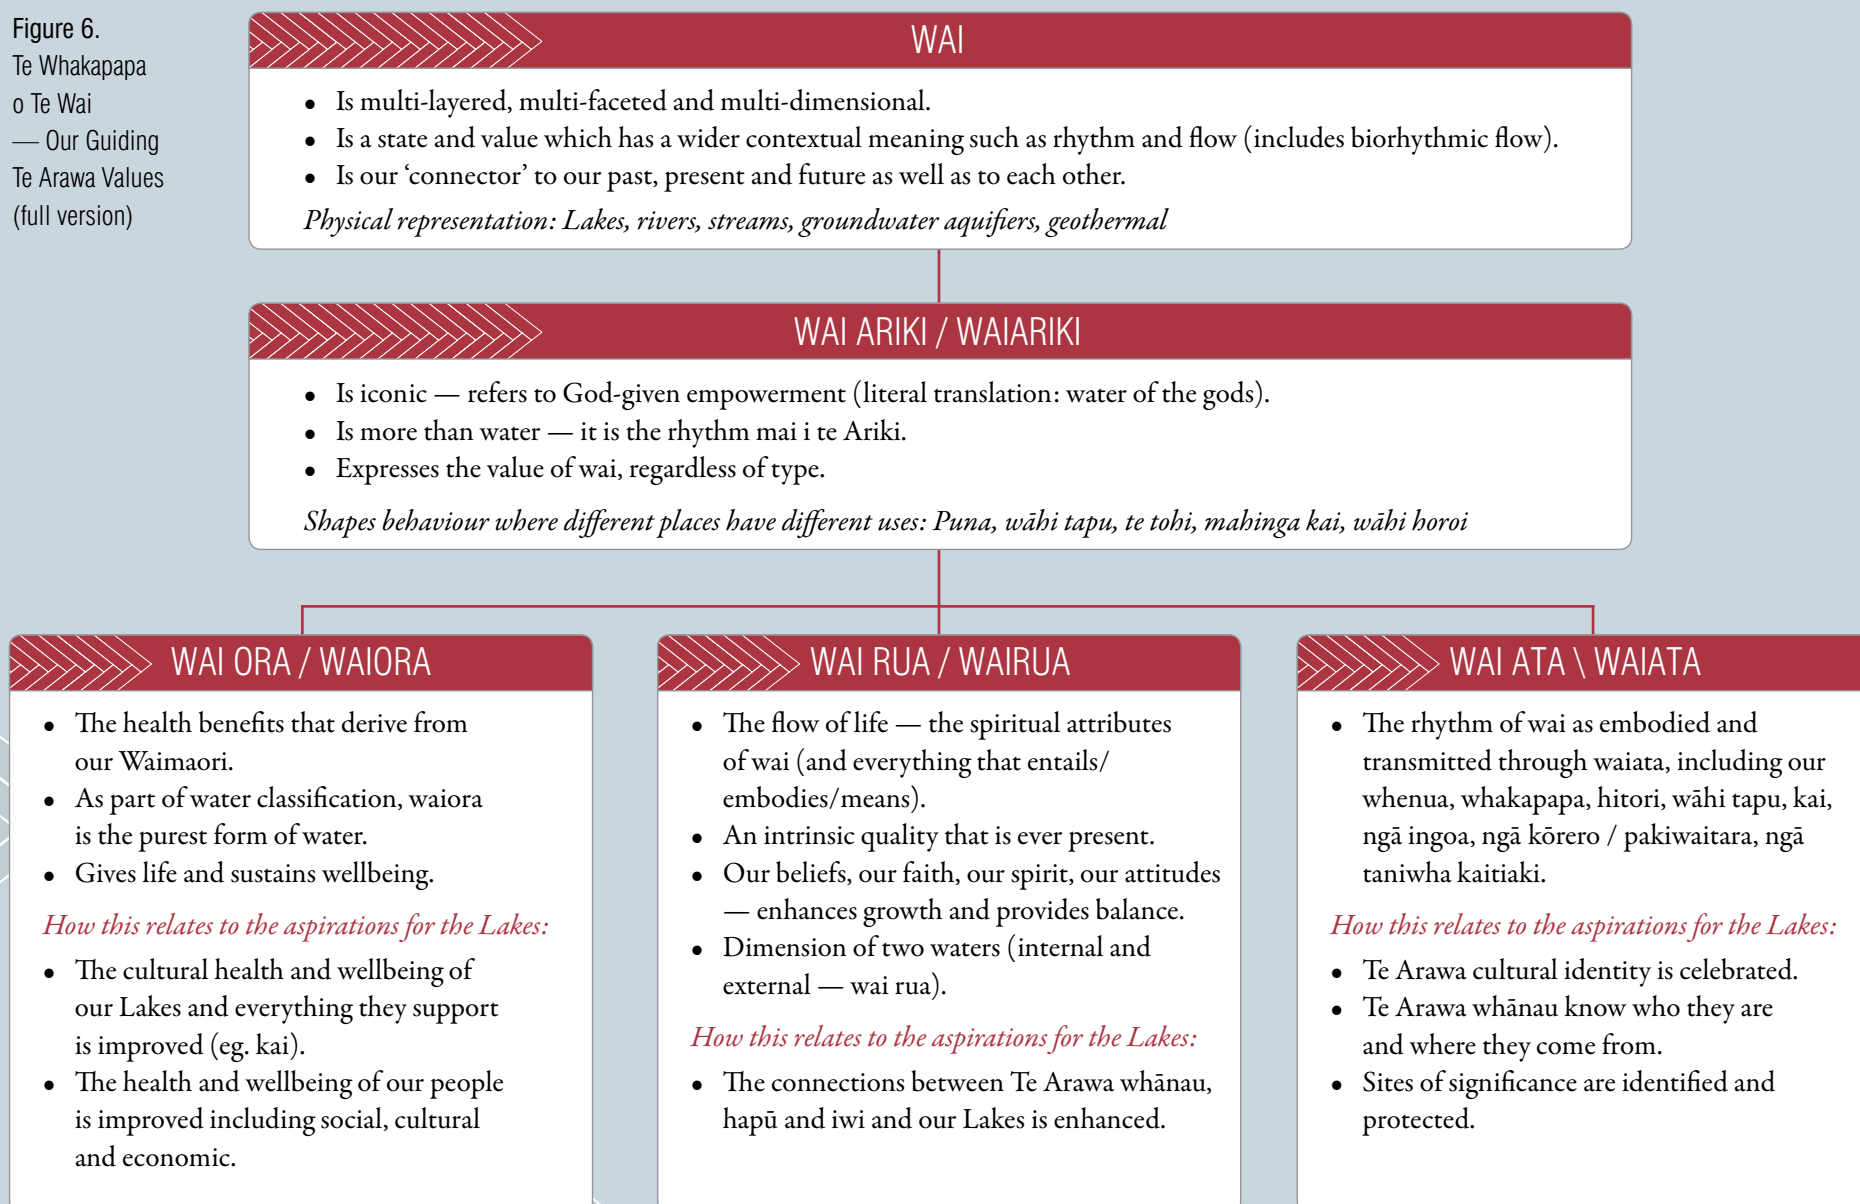 Figure 6.
Te Whakapapa
o Te Wai
— Our Guiding
Te Arawa Values
(full version)
WAI
• Is multi-layered, multi-faceted and multi-dimensional.
• Is a state and value which has a wider contextual meaning such as rhythm and flow (includes biorhythmic flow).
• Is our ‘connector’ to our past, present and future as well as to each other.
Physical representation: Lakes, rivers, streams, groundwater aquifiers, geothermal
WAI ARIKI / WAIARIKI
• Is iconic — refers to God-given empowerment (literal translation: water of the gods).
• Is more than water — it is the rhythm mai i te Ariki.
• Expresses the value of wai, regardless of type.
Shapes behaviour where different places have different uses: Puna, wāhi tapu, te tohi, mahinga kai, wāhi horoi
WAI ORA / WAIORA
• The health benefits that derive from
our Waimaori.
• As part of water classification, waiora
is the purest form of water.
• Gives life and sustains wellbeing.
How this relates to the aspirations for the Lakes:
• The cultural health and wellbeing of
our Lakes and everything they support
is improved (eg. kai).
• The health and wellbeing of our people
is improved including social, cultural
and economic.
WAI RUA / WAIRUA
• The flow of life — the spiritual attributes
of wai (and everything that entails/
embodies/means).
• An intrinsic quality that is ever present.
• Our beliefs, our faith, our spirit, our attitudes
— enhances growth and provides balance.
• Dimension of two waters (internal and
external — wai rua).
How this relates to the aspirations for the Lakes:
• The connections between Te Arawa whānau,
hapū and iwi and our Lakes is enhanced.
WAI ATA \ WAIATA
• The rhythm of wai as embodied and
transmitted through waiata, including our
whenua, whakapapa, hitori, wāhi tapu, kai,
ngā ingoa, ngā kōrero / pakiwaitara, ngā
taniwha kaitiaki.
How this relates to the aspirations for the Lakes:
• Te Arawa cultural identity is celebrated.
• Te Arawa whānau know who they are
and where they come from.
• Sites of significance are identified and
protected.